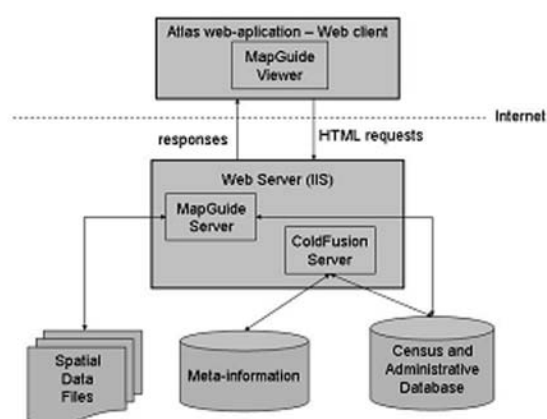 Atlas web-aplication – Web client
MapGuide
Viewer
Internet
responses
HTML requests
Web Server (IIS)
MapGuide
Server
ColdFusion
Server
Spatial
Data
Files
Meta-information
Census and
Administrative
Database